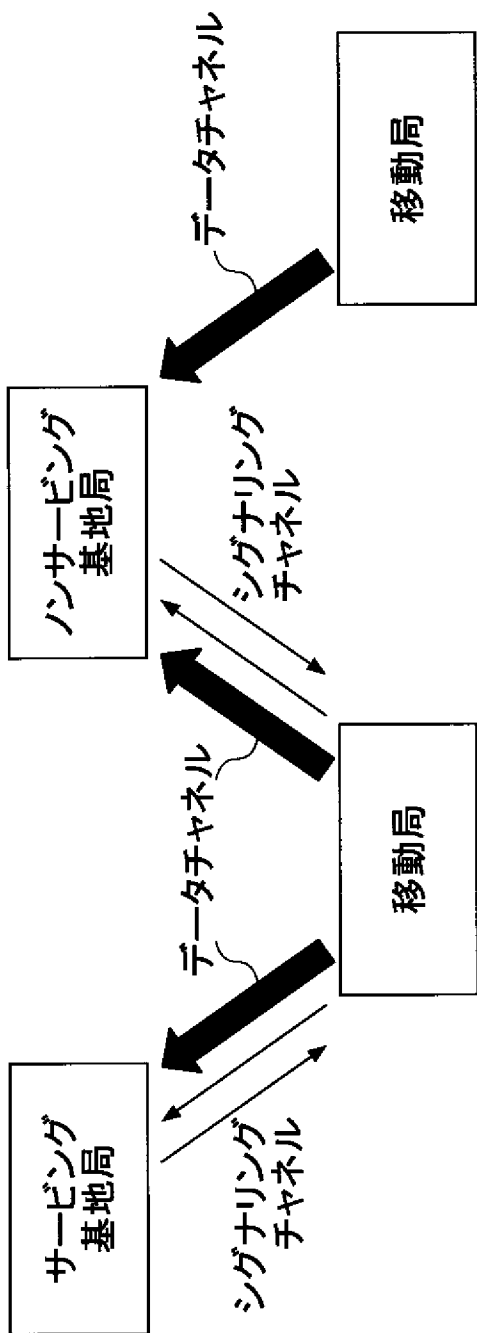 サービング
基地局
ノンサービング
基地局
データチャネル
データチャネル
シグナリング
チャネル
シグナリング
チャネル
移動局
移動局